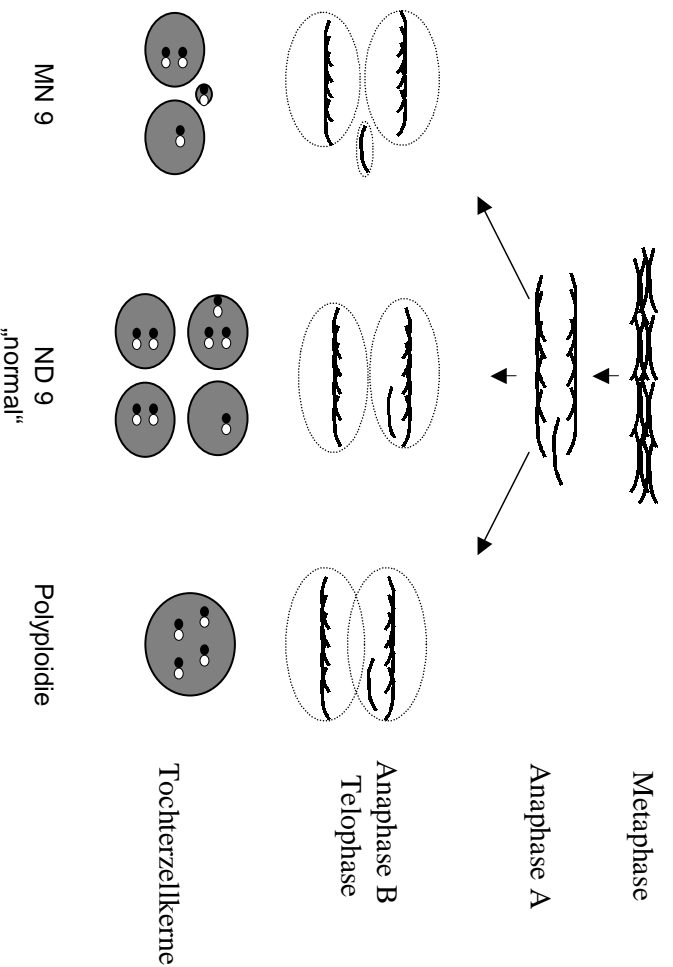 Metaphase
Anaphase A
Anaphase B
Telophase
Tochterzellkerne
MN 9
ND 9
„normal“
Polyploidie